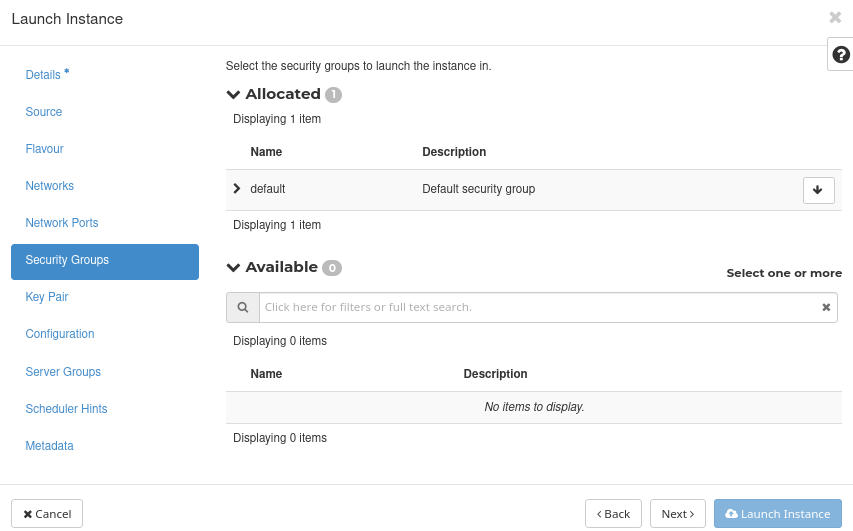 Launch Instance
Details *
Source
Flavour
Networks
Network Ports
Security Groups
Key Pair
Configuration
Server Groups
Scheduler Hints
Metadata
Select the security groups to launch the instance in.
Allocated 1
Displaying 1 item
Name Description
default Default security group
Displaying 1 item
Available 0
Select one or more
Click here for filters or full text search.
Displaying 0 items
Name Description
No items to display.
Displaying 0 items
Cancel
Back
Next
Launch Instance